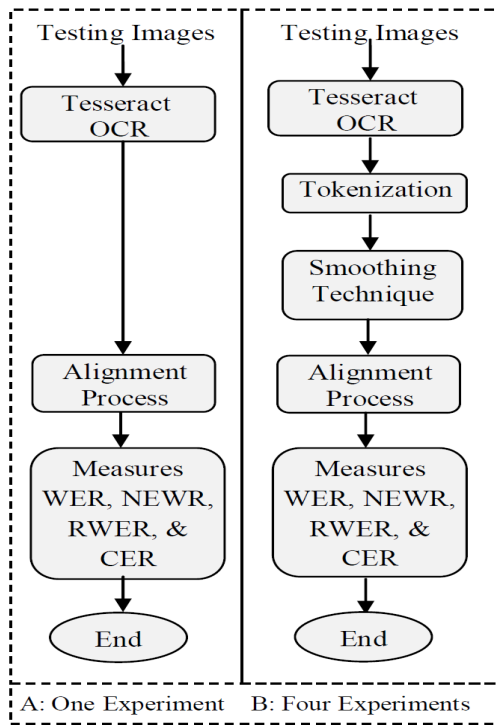 Testing Images
Tesseract
OCR
Alignment
Process
Measures
WER, NEWR,
RWER, &
CER
End
A: One Experiment
Testing Images
Tesseract
OCR
Tokenization
Smoothing
Technique
Alignment
Process
Measures
WER, NEWR,
RWER, &
CER
End
B: Four Experiments